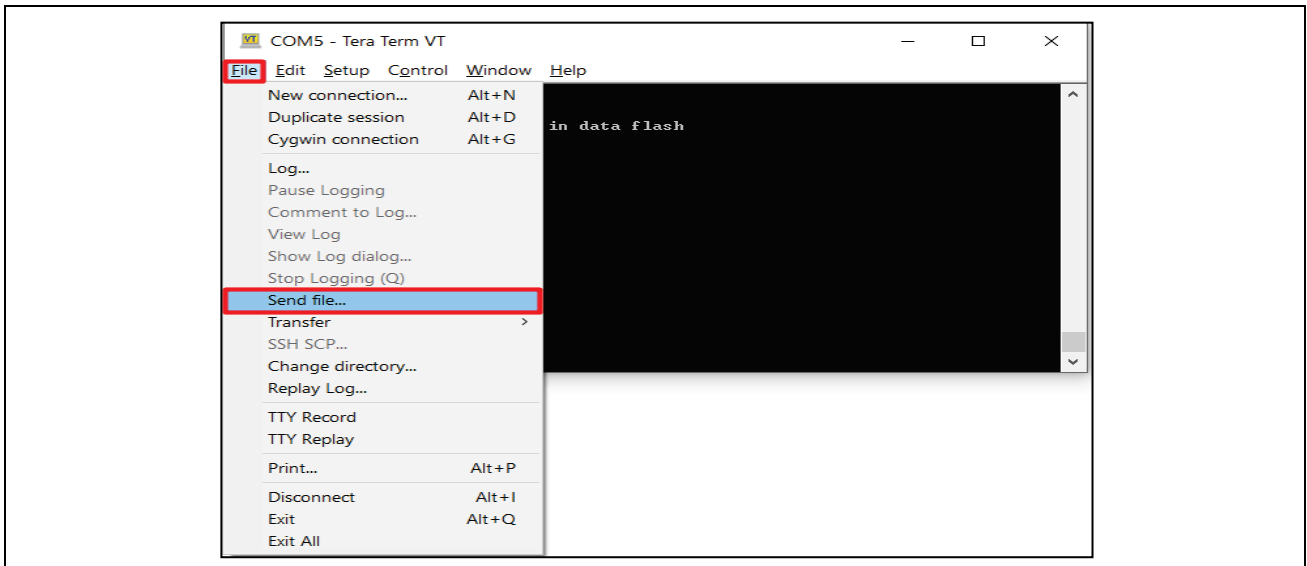 COM5 - Tera Term VT
File Edit Setup Control Window Help
New connection... Alt+N
Duplicate session Alt+D
in data flash
Cygwin connection Alt+G
Log...
Pause Logging
Comment to Log...
View Log
Show Log dialog...
Stop Logging (Q)
Send file...
Transfer >
SSH SCP...
Change directory...
Replay Log...
TTY Record
TTY Replay
Print... Alt+P
Disconnect Alt+I
Exit Alt+Q
Exit All